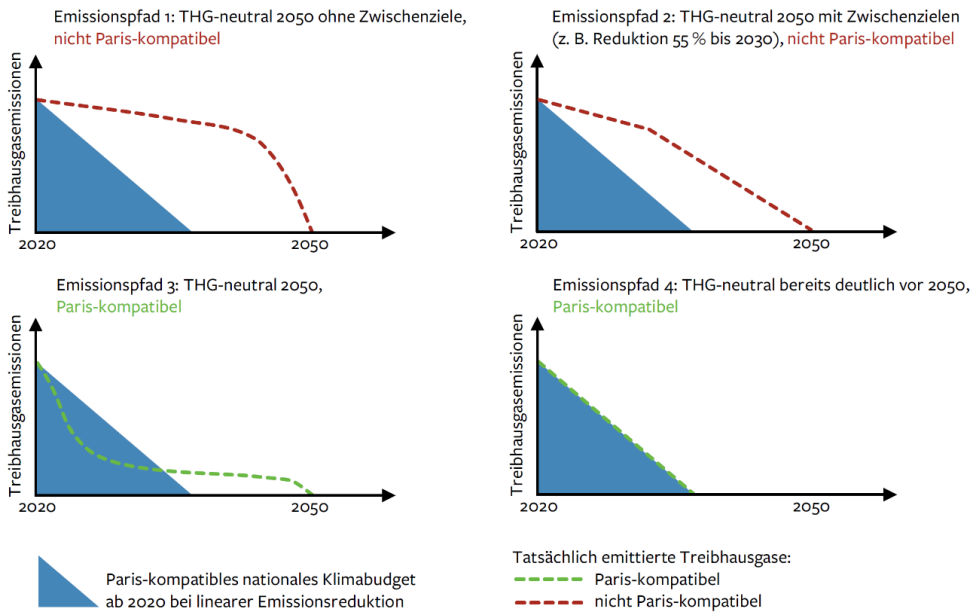 Emissionspfad 1: THG-neutral 2050 ohne Zwischenziele,
nicht Paris-kompatibel
Treibhausgasemissionen
2020
2050
Emissionspfad 2: THG-neutral 2050 mit Zwischenzielen
(z. B. Reduktion 55 % bis 2030), nicht Paris-kompatibel
Treibhausgasemissionen
2020
2050
Emissionspfad 3: THG-neutral 2050,
Paris-kompatibel
Treibhausgasemissionen
2020
2050
Emissionspfad 4: THG-neutral bereits deutlich vor 2050,
Paris-kompatibel
Treibhausgasemissionen
2020
2050
Paris-kompatibles nationales Klimabudget
ab 2020 bei linearer Emissionsreduktion
Tatsächlich emittierte Treibhausgase:
Paris-kompatibel
nicht Paris-kompatibel